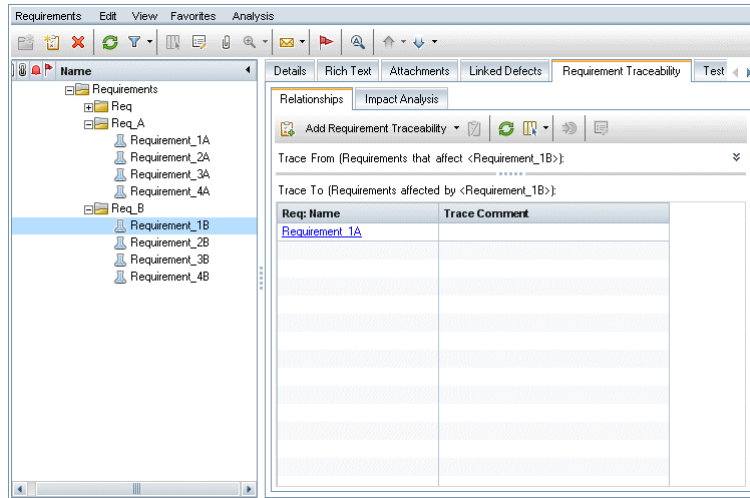 Requirements Edit View Favorites Analysis
Name
Requirements
Req
Req_A
Requirement_1A
Requirement_2A
Requirement_3A
Requirement_4A
Req_B
Requirement_1B
Requirement_2B
Requirement_3B
Requirement_4B
Details Rich Text Attachments Linked Defects Requirement Traceability Test
Relationships Impact Analysis
Add Requirement Traceability
Trace From (Requirements that affect <Requirement_1B>):
Trace To (Requirements affected by <Requirement_1B>):
Req: Name Trace Comment
Requirement_1A